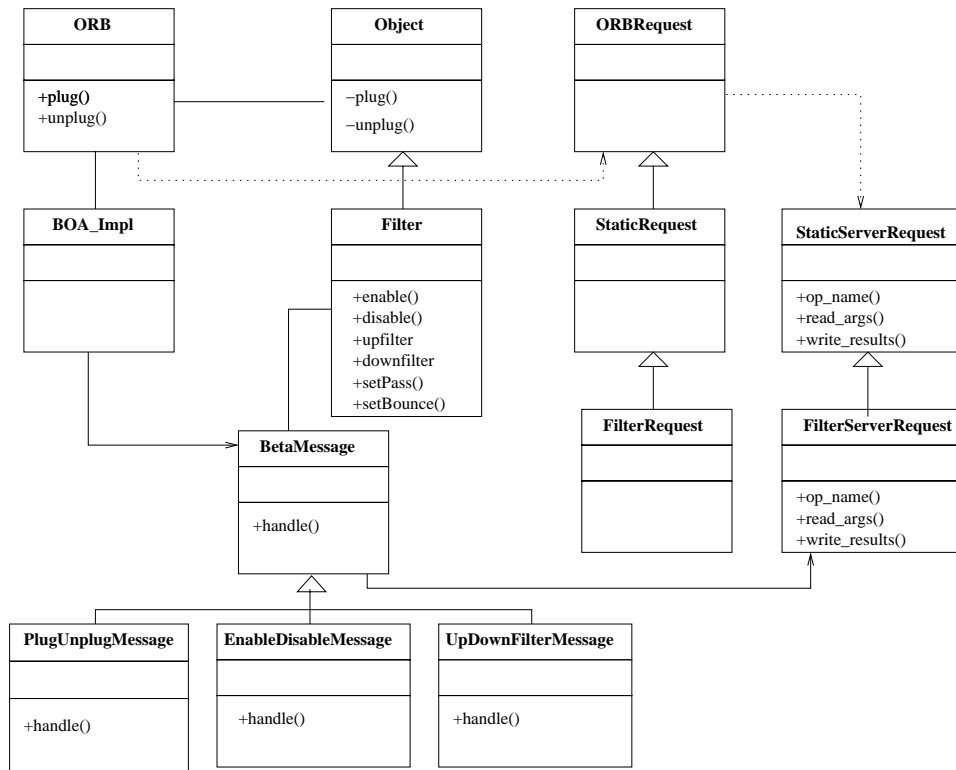 ORB
+plug()
+unplug()
Object
−plug()
−unplug()
ORBRequest
BOA_Impl
Filter
+enable()
+disable()
+upfilter
+downfilter
+setPass()
+setBounce()
StaticRequest
StaticServerRequest
+op_name()
+read_args()
+write_results()
BetaMessage
+handle()
FilterRequest
FilterServerRequest
+op_name()
+read_args()
+write_results()
PlugUnplugMessage
+handle()
EnableDisableMessage
+handle()
UpDownFilterMessage
+handle()